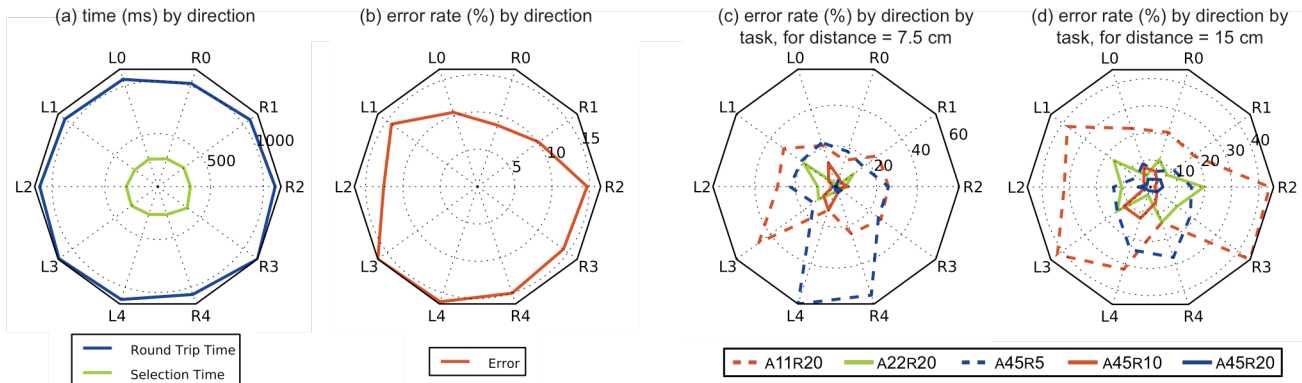 (a) time (ms) by direction
L0 R0
L1 R1
1000
500
L2 R2
L3 R3
L4 R4
Round Trip Time
Selection Time
(b) error rate (%) by direction
L0 R0
L1 R1
15
10
5
L2 R2
L3 R3
L4 R4
Error
(c) error rate (%) by direction by
task, for distance = 7.5 cm
L0 R0
L1 R1
60
40
20
L2 R2
L3 R3
L4 R4
(d) error rate (%) by direction by
task, for distance = 15 cm
L0 R0
L1 R1
40
30
20
10
L2 R2
L3 R3
L4 R4
A11R20 A22R20 A45R5 A45R10 A45R20